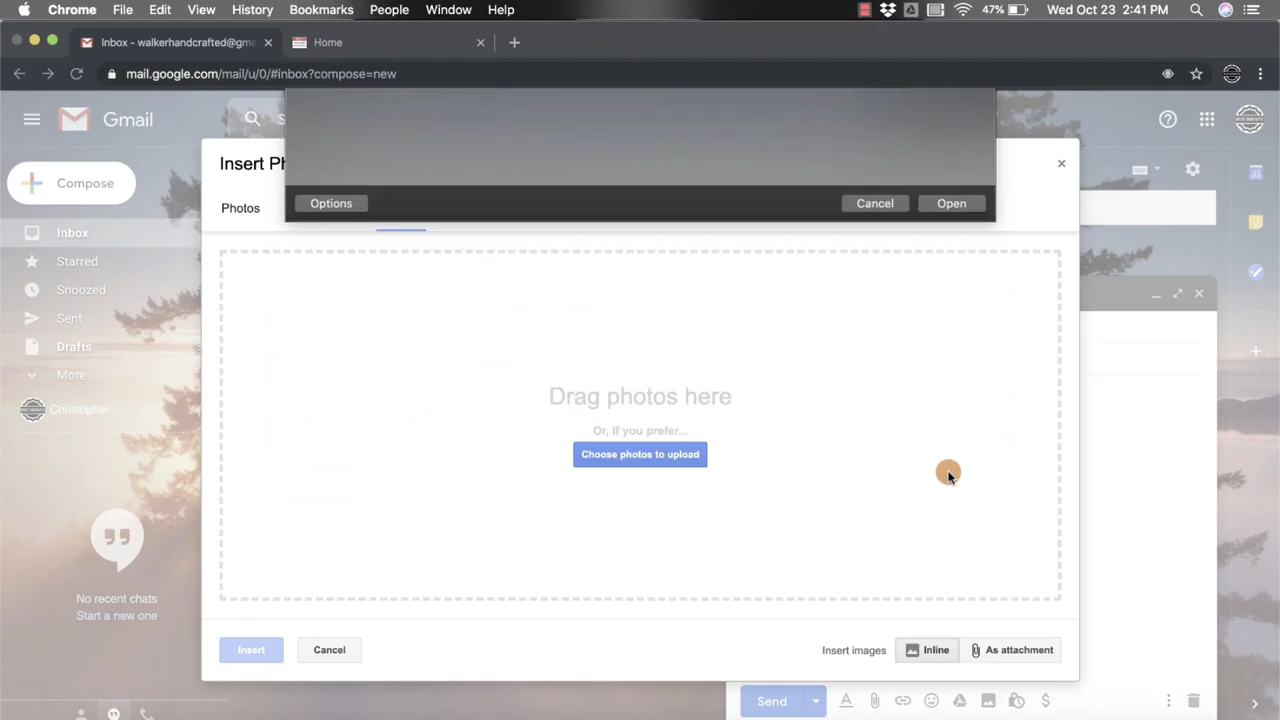 Chrome File Edit View History Bookmarks People Window Help 47% Wed Oct 23 2:41 PM
Inbox - walkerhandcrafted@gma Home
mail.google.com/mail/u/0/#inbox?compose=new
Gmail S
Insert Ph
Compose
Options Cancel Open
Photos
Inbox
Starred
Snoozed
Sent
Drafts
More
Christopher
Drag photos here
Or, if you prefer...
Choose photos to upload
No recent chats
Start a new one
Insert Cancel Insert images Inline As attachment
Send